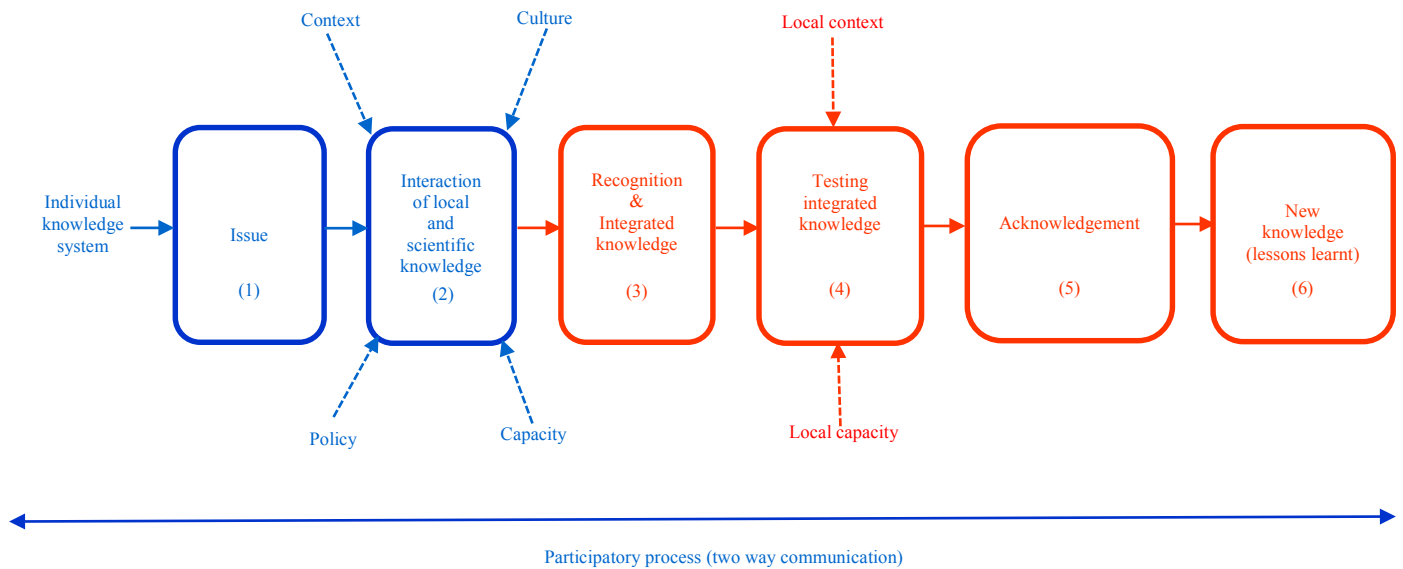 Context
Culture
Local context
Individual
knowledge
system
Issue
(1)
Interaction
of local
and
scientific
knowledge
(2)
Recognition
&
Integrated
knowledge
(3)
Testing
integrated
knowledge
(4)
Acknowledgement
(5)
New
knowledge
(lessons learnt)
(6)
Policy
Capacity
Local capacity
Participatory process (two way communication)